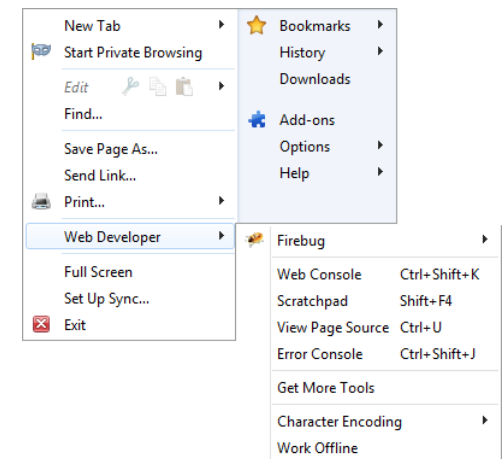 New Tab
Start Private Browsing
Edit
Find...
Save Page As...
Send Link...
Print...
Web Developer
Full Screen
Set Up Sync...
Exit
Bookmarks
History
Downloads
Add-ons
Options
Help
Firebug
Web Console Ctrl+Shift+K
Scratchpad Shift+F4
View Page Source Ctrl+U
Error Console Ctrl+Shift+J
Get More Tools
Character Encoding
Work Offline